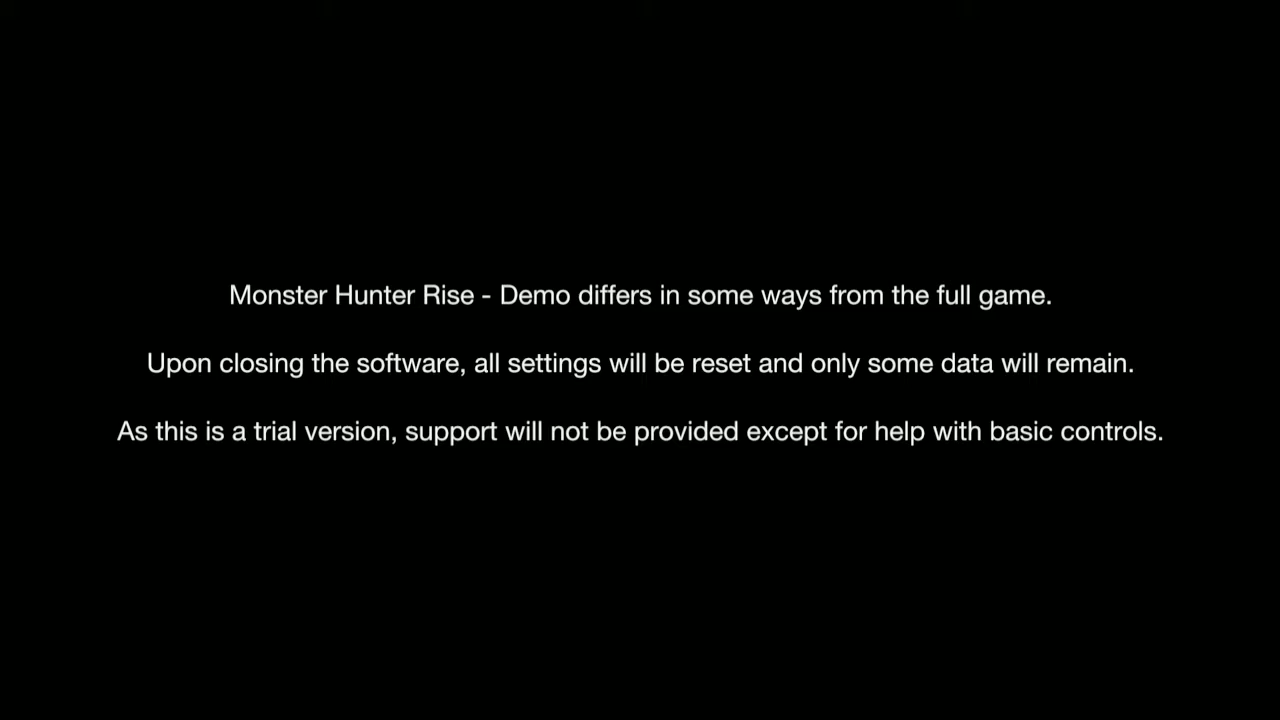 Monster Hunter Rise - Demo differs in some ways from the full game.
Upon closing the software, all settings will be reset and only some data will remain.
As this is a trial version, support will not be provided except for help with basic controls.